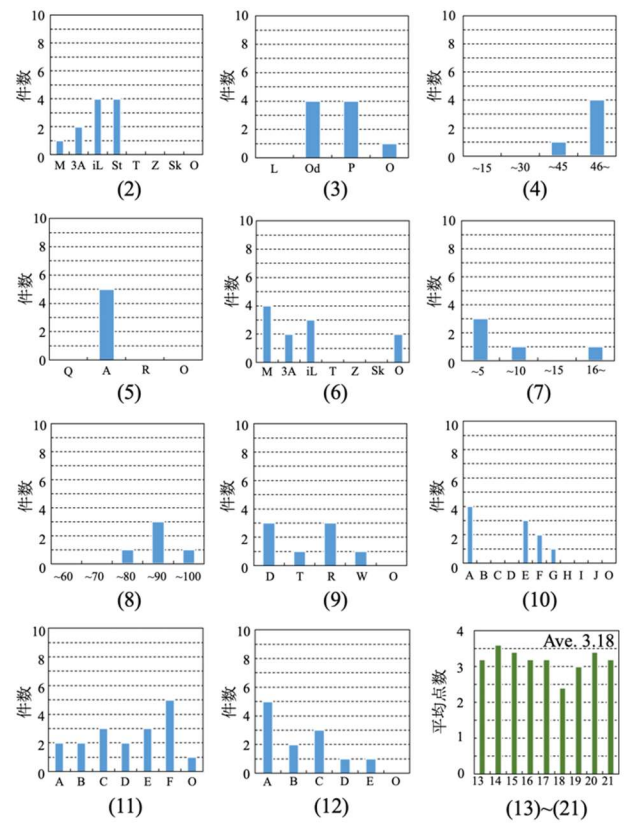 10 8 6 4 2 0
件数
M 3A iL St T Z Sk O
(2)
10 8 6 4 2 0
件数
L Od P O
(3)
10 8 6 4 2 0
件数
~15 ~30 ~45 46~
(4)
10 8 6 4 2 0
件数
Q A R O
(5)
10 8 6 4 2 0
件数
M 3A iL T Z Sk O
(6)
10 8 6 4 2 0
件数
~5 ~10 ~15 16~
(7)
10 8 6 4 2 0
件数
~60 ~70 ~80 ~90 ~100
(8)
10 8 6 4 2 0
件数
D T R W O
(9)
10 8 6 4 2 0
件数
A B C D E F G H I J O
(10)
10 8 6 4 2 0
件数
A B C D E F O
(11)
10 8 6 4 2 0
件数
A B C D E O
(12)
4 3 2 1 0
平均点数
Ave. 3.18
13 14 15 16 17 18 19 20 21
(13)~(21)